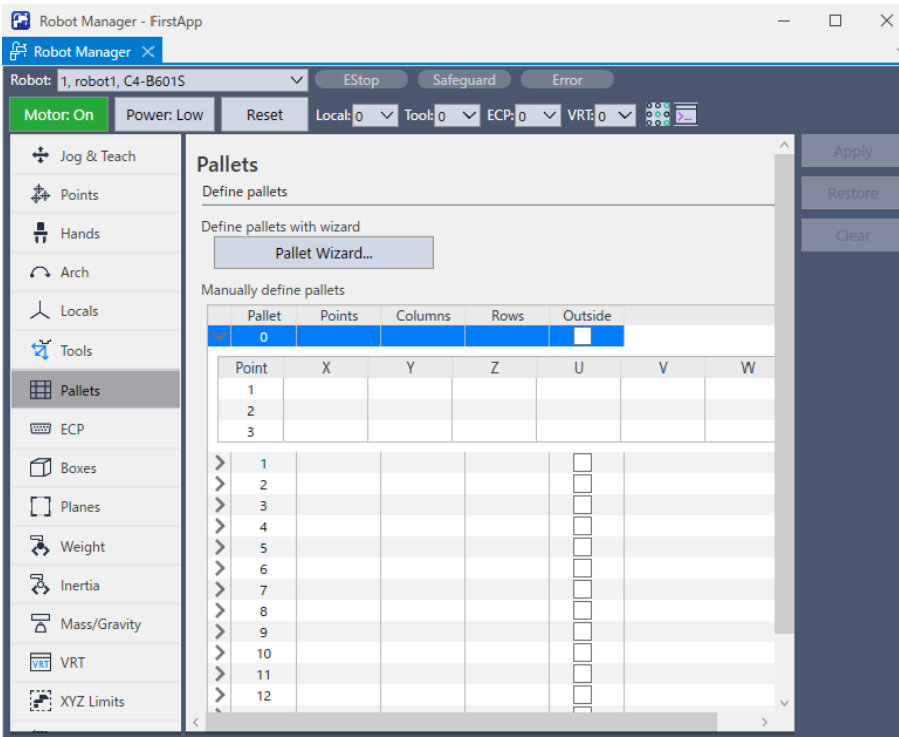 Robot Manager - FirstApp
Robot Manager
Robot: 1, robot1, C4-B601S EStop Safeguard Error
Motor: On Power: Low Reset Local: 0 Tool: 0 ECP: 0 VRT: 0
Jog & Teach
Points
Hands
Arch
Locals
Tools
Pallets
ECP
Boxes
Planes
Weight
Inertia
Mass/Gravity
VRT VRT
XYZ Limits
Pallets
Define pallets
Define pallets with wizard
Pallet Wizard...
Manually define pallets
Pallet Points Columns Rows Outside
0
Point X Y Z U V W
1
2
3
1
2
3
4
5
6
7
8
9
10
11
12
Apply
Restore
Clear